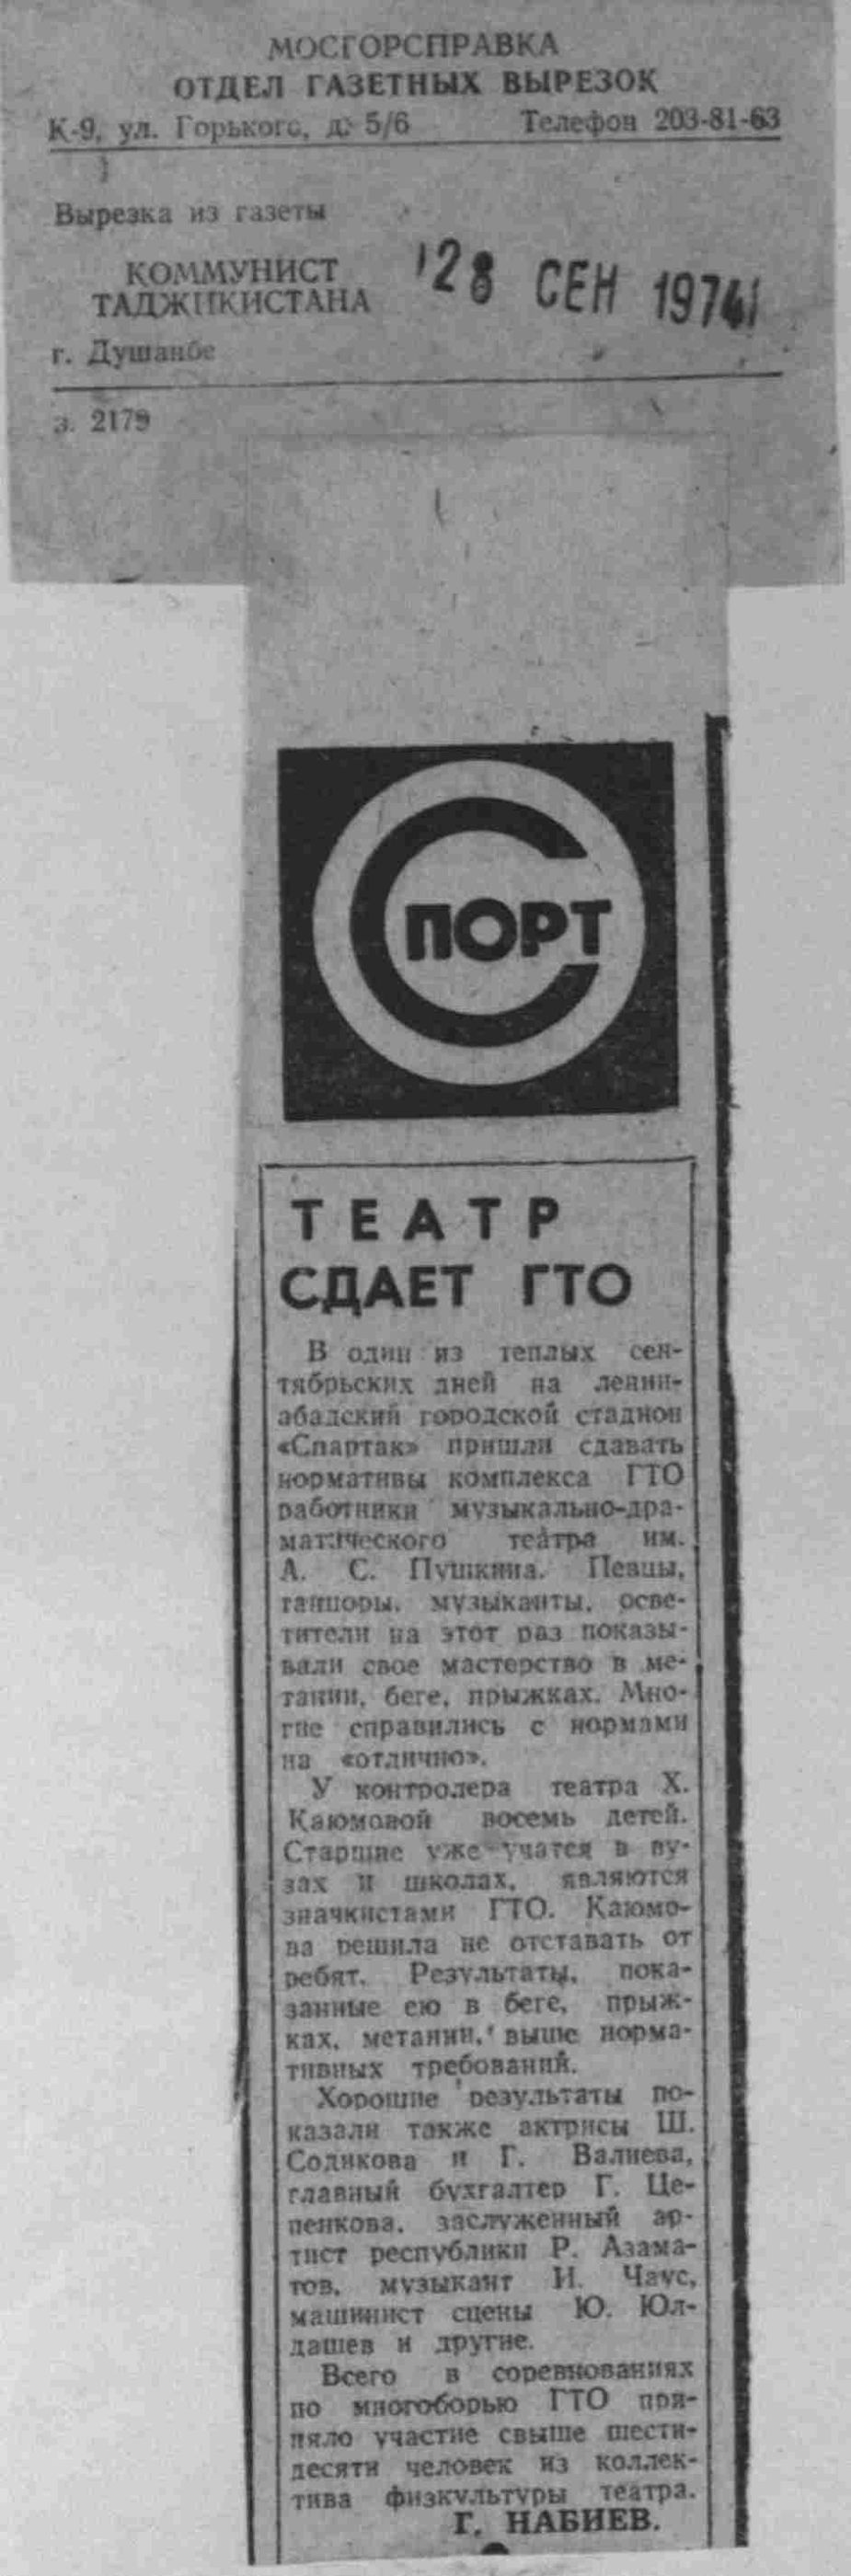 МОСГОРСПРАВКА
ОТДЕЛ ГАЗЕТНЫХ ВЫРЕЗОК
К-9, ул. Горького, д. 5/6 Телефон 203-81-63
Вырезка из газеты
КОММУНИСТ
ТАДЖИКИСТАНА
28 СЕН 1974
г. Душанбе
з. 2179
СПОРТ
ТЕАТР
СДАЕТ ГТО
В один из теплых сен-
тябрьских дней на ленин-
абадский городской стадион
«Спартак» пришли сдавать
нормативы комплекса ГТО
работники музыкально-дра-
матического театра им.
А. С. Пушкина. Певцы,
танцоры, музыканты, осве-
тители на этот раз показы-
вали свое мастерство в ме-
тании, беге, прыжках. Мно-
гие справились с нормами
на «отлично».
У контролера театра Х.
Каюмовой восемь детей.
Старшие уже учатся в ву-
зах и школах, являются
значкистами ГТО. Каюмо-
ва решила не отставать от
ребят. Результаты, пока-
занные ею в беге, прыж-
ках, метании, выше норма-
тивных требований.
Хорошие результаты по-
казали также актрисы Ш.
Содикова и Г. Валиева,
главный бухгалтер Г. Це-
пенкова, заслуженный ар-
тист республики Р. Азама-
тов, музыкант И. Чаус,
машинист сцены Ю. Юл-
дашев и другие.
Всего в соревнованиях
по многоборью ГТО при-
няло участие свыше шести-
десяти человек из коллек-
тива физкультуры театра.
Г. НАБИЕВ.